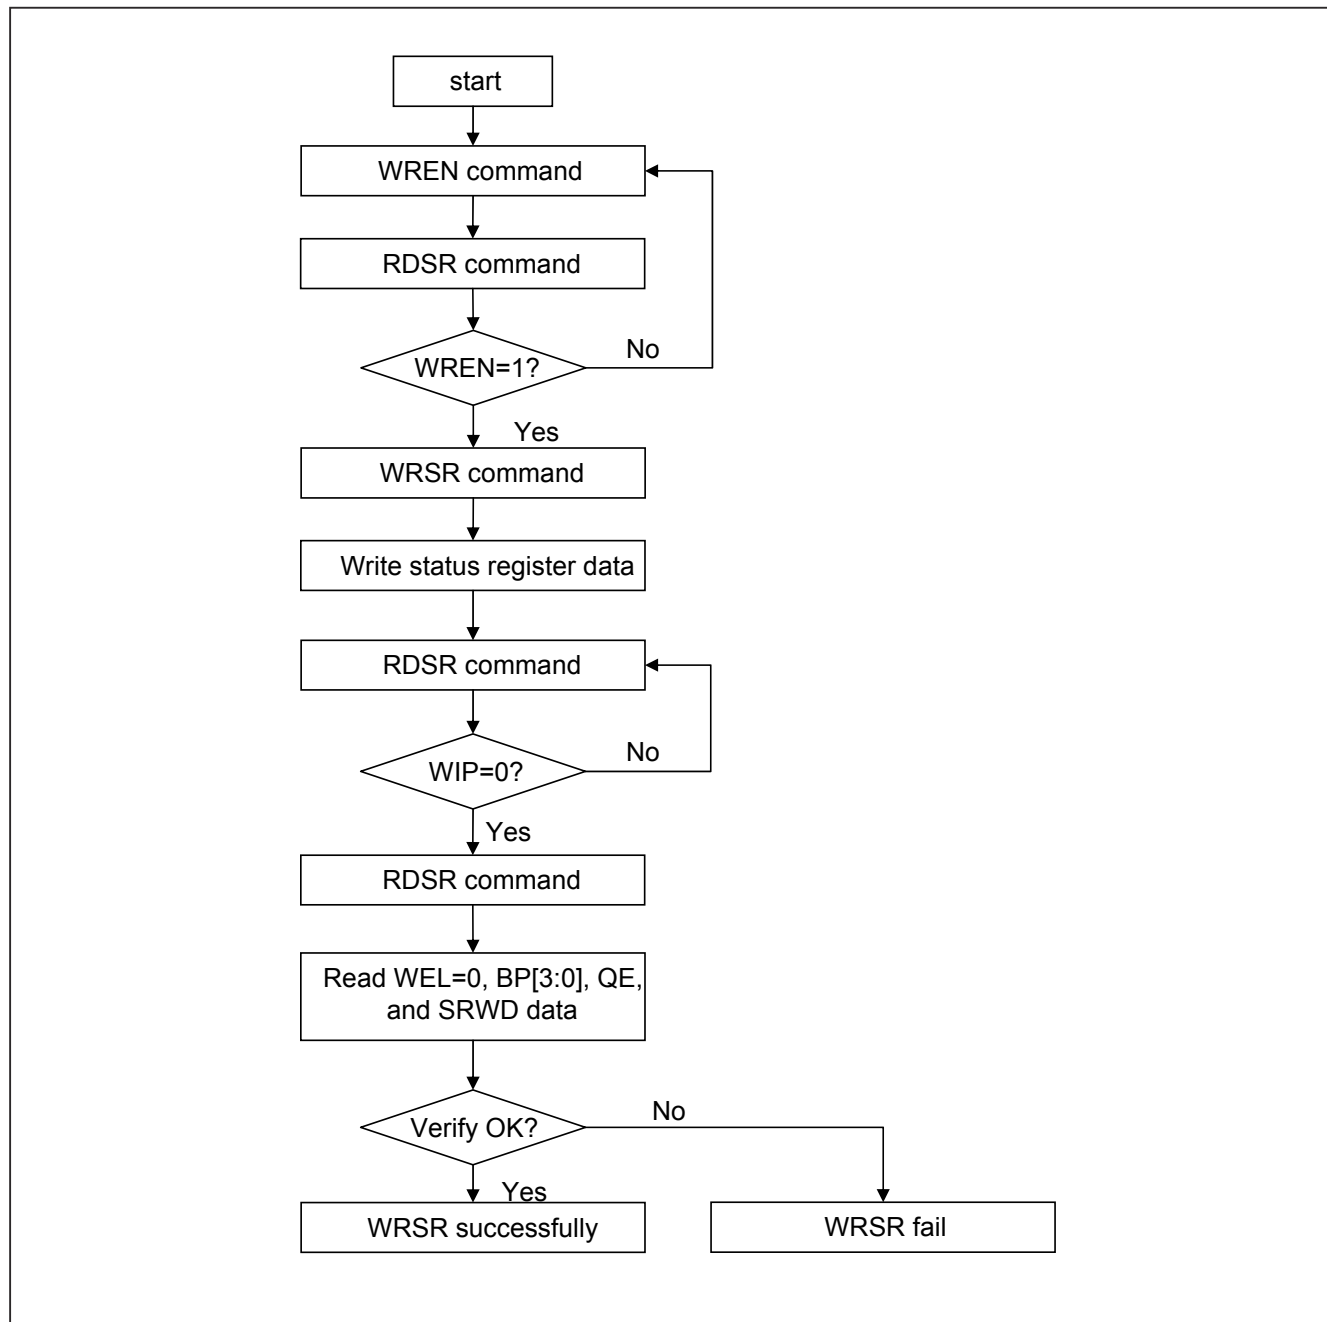 start
WREN command
RDSR command
WREN=1?
No
Yes
WRSR command
Write status register data
RDSR command
WIP=0?
No
Yes
RDSR command
Read WEL=0, BP[3:0], QE,
and SRWD data
Verify OK?
No
Yes
WRSR successfully
WRSR fail